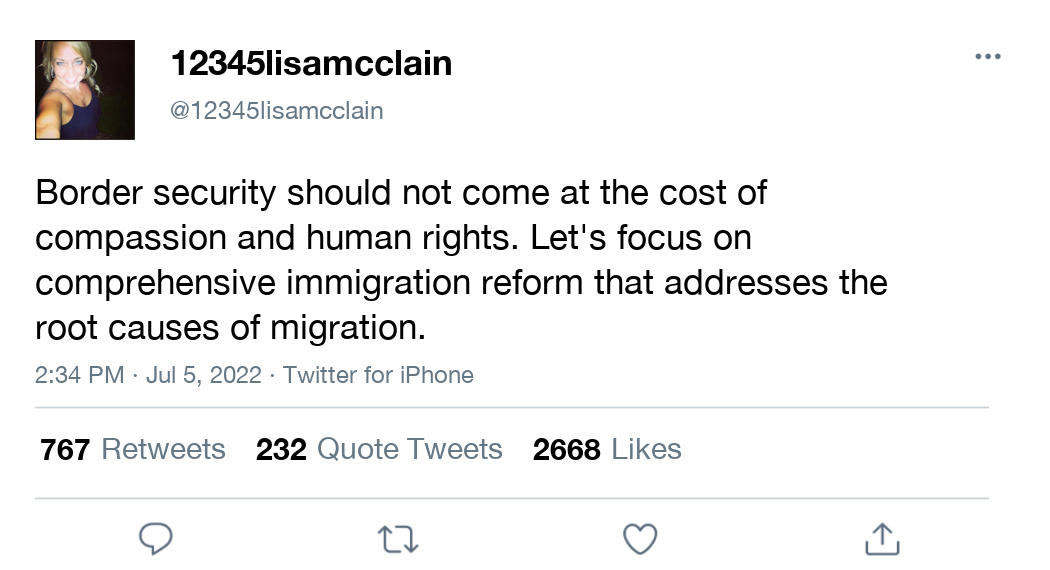 12345lisamcclain
@12345lisamcclain
Border security should not come at the cost of
compassion and human rights. Let's focus on
comprehensive immigration reform that addresses the
root causes of migration.
2:34 PM · Jul 5, 2022 · Twitter for iPhone
767 Retweets 232 Quote Tweets 2668 Likes